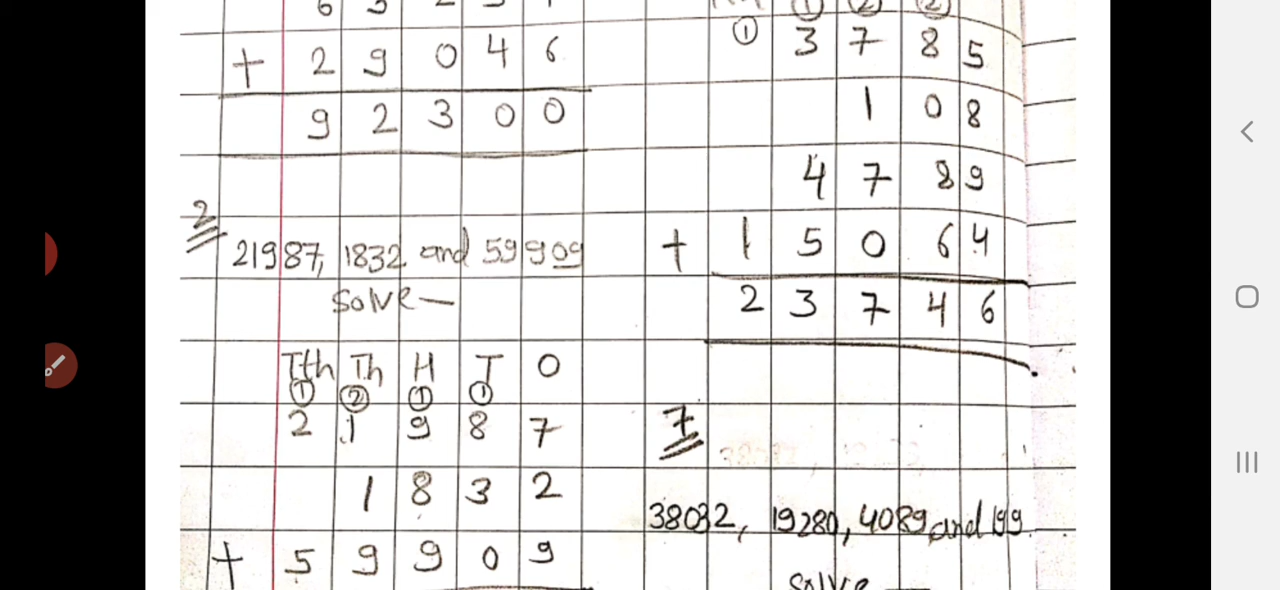 + 2 9 0 4 6
9 2 3 0 0
2
21987, 1832 and 59909
Solve —
Tth Th H T O
① ② ① ①
2 1 9 8 7
1 8 3 2
+ 5 9 9 0 9
① ② ②
① 3 7 8 5
1 0 8
4 7 8 9
+ 1 5 0 6 4
2 3 7 4 6
7
38032, 19280, 4089 and 199.
Solve —